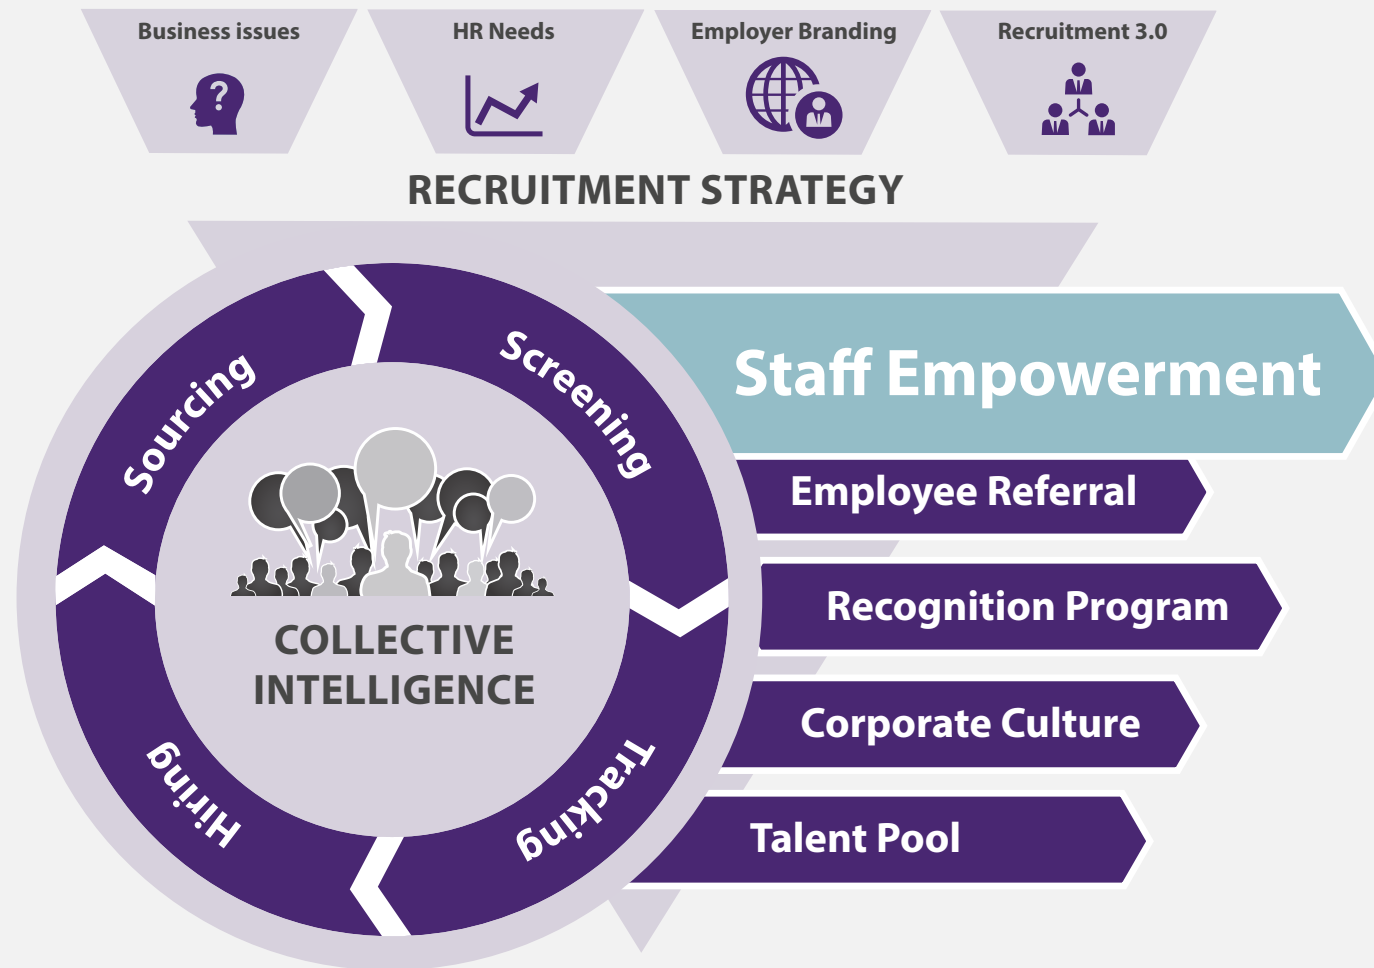 Business issues
HR Needs
Employer Branding
Recruitment 3.0
?
RECRUITMENT STRATEGY
Sourcing
Screening
Tracking
Hiring
COLLECTIVE
INTELLIGENCE
Staff Empowerment
Employee Referral
Recognition Program
Corporate Culture
Talent Pool